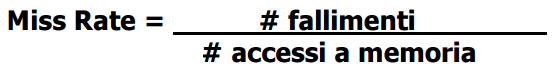 Miss Rate = # fallimenti
# accessi a memoria